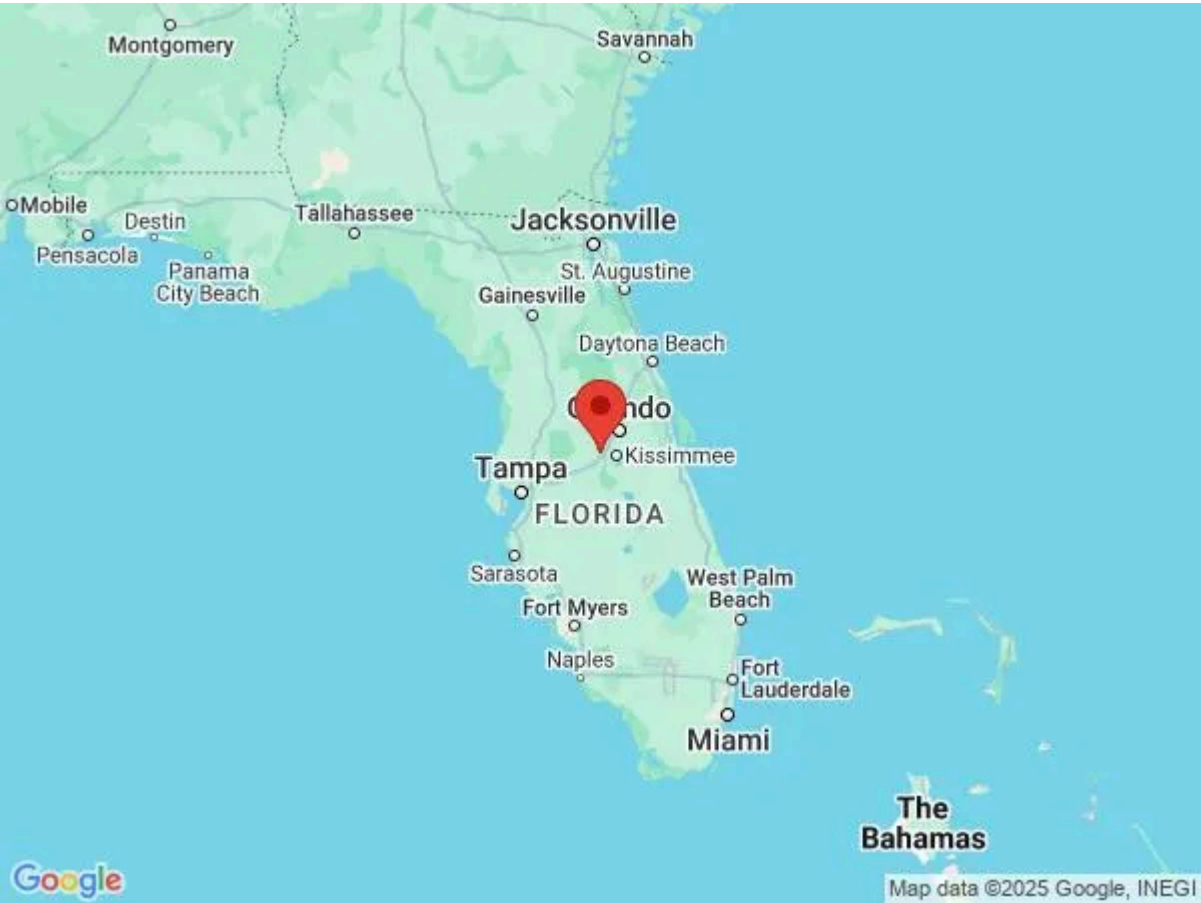 Montgomery
Savannah
Mobile
Destin
Tallahassee
Jacksonville
Pensacola
Panama
City Beach
St. Augustine
Gainesville
Daytona Beach
Kissimmee
Tampa
FLORIDA
Sarasota
West Palm
Beach
Fort Myers
Naples
Fort
Lauderdale
Miami
The
Bahamas
Google
Map data ©2025 Google, INEGI